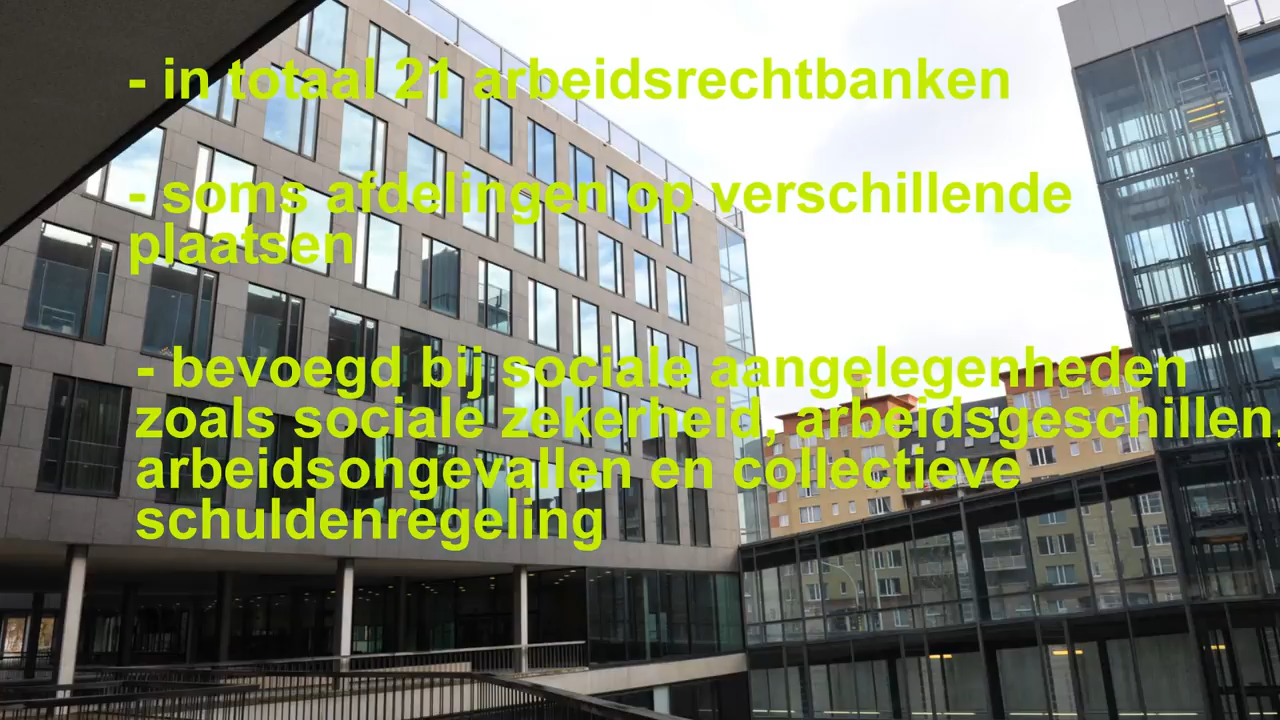 - in totaal 21 arbeidsrechtbanken
- soms afdelingen op verschillende
plaatsen
- bevoegd bij sociale aangelegenheden
zoals sociale zekerheid, arbeidsgeschillen,
arbeidsongevallen en collectieve
schuldenregeling